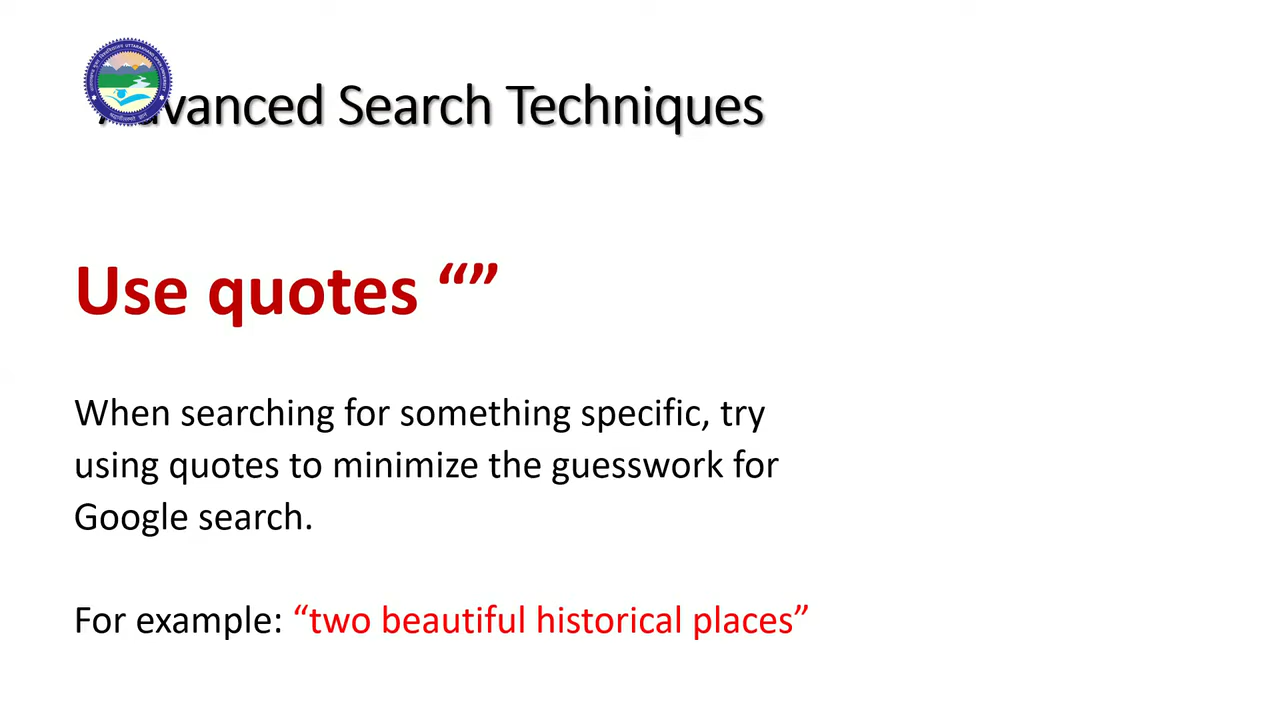 Advanced Search Techniques
Use quotes “”
When searching for something specific, try
using quotes to minimize the guesswork for
Google search.
For example: “two beautiful historical places”